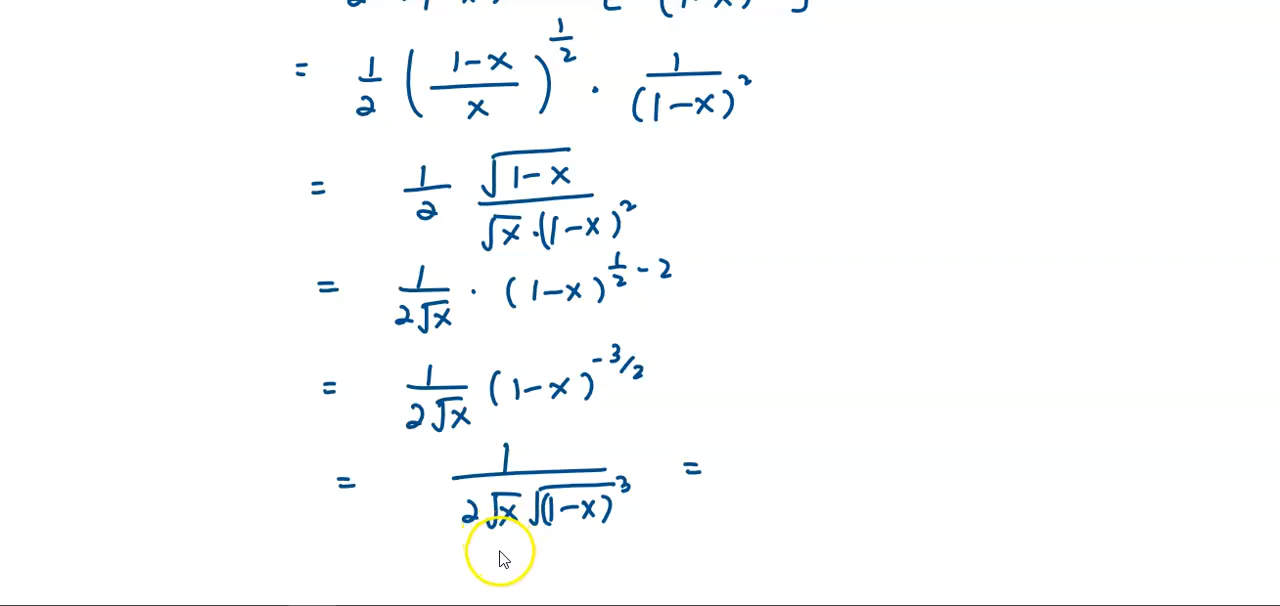 = 1/2 ( (1-x)/x )^(1/2) · 1/(1-x)^2
= 1/2 √(1-x)/(√x · (1-x)^2)
= 1/(2√x) · (1-x)^(1/2 - 2)
= 1/(2√x) (1-x)^(-3/2)
= 1/(2√x √(1-x)^3) =